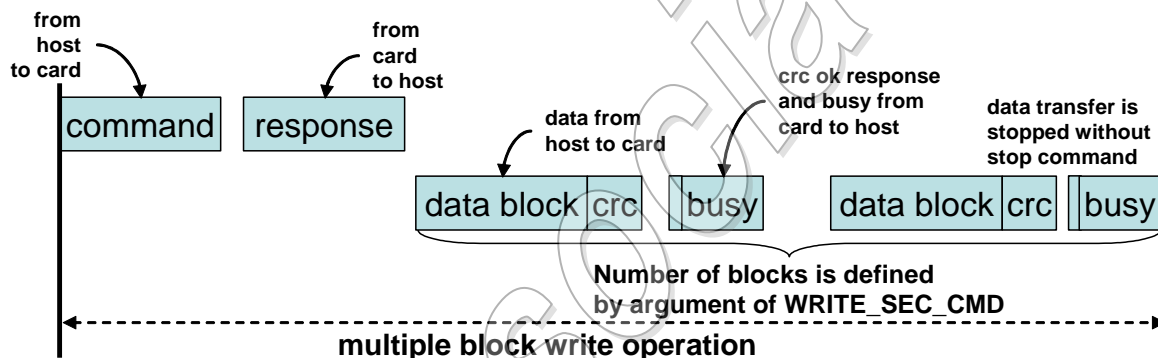 from
host
to card
from
card
to host
crc ok response
and busy from
card to host
data transfer is
stopped without
stop command
command
response
data from
host to card
data block crc
busy
data block crc
busy
Number of blocks is defined
by argument of WRITE_SEC_CMD
multiple block write operation